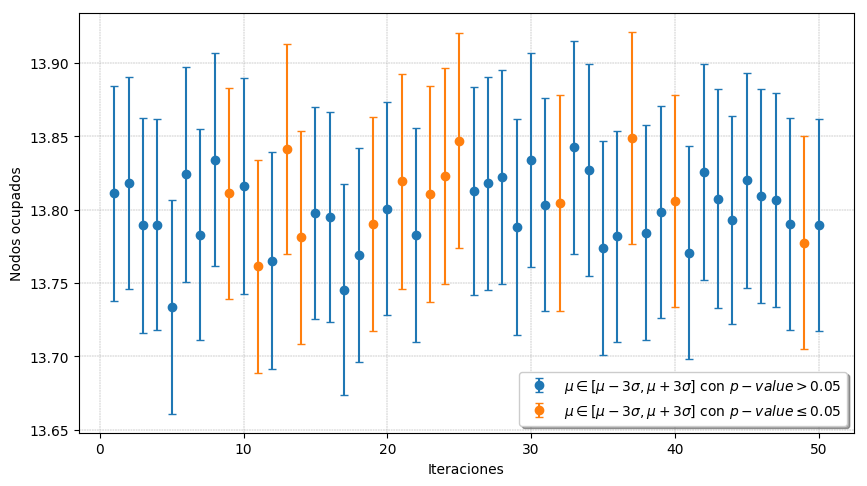 13.90
13.85
13.80
13.75
13.70
13.65
Nodos ocupados
0 10 20 30 40 50
Iteraciones
μ ∈ [μ − 3σ, μ + 3σ] con p − value > 0.05
μ ∈ [μ − 3σ, μ + 3σ] con p − value ≤ 0.05